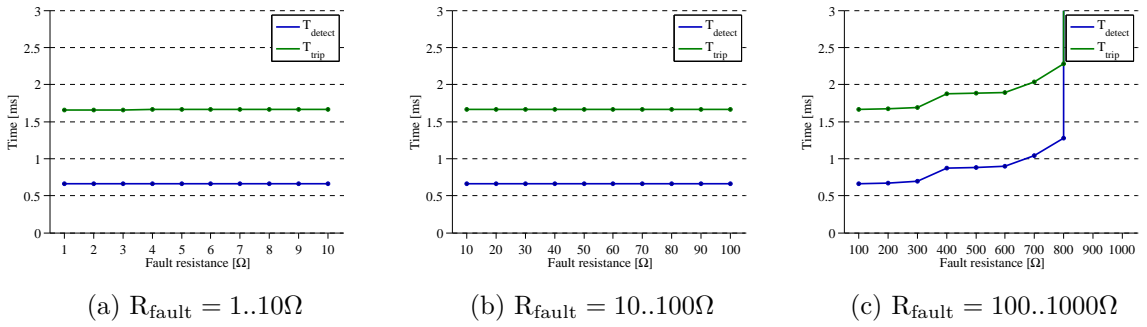 3
2.5
2
1.5
1
0.5
0
Time [ms]
T_detect
T_trip
1 2 3 4 5 6 7 8 9 10
Fault resistance [Ω]
(a) R_fault = 1..10Ω
3
2.5
2
1.5
1
0.5
0
Time [ms]
T_detect
T_trip
10 20 30 40 50 60 70 80 90 100
Fault resistance [Ω]
(b) R_fault = 10..100Ω
3
2.5
2
1.5
1
0.5
0
Time [ms]
T_detect
T_trip
100 200 300 400 500 600 700 800 900 1000
Fault resistance [Ω]
(c) R_fault = 100..1000Ω